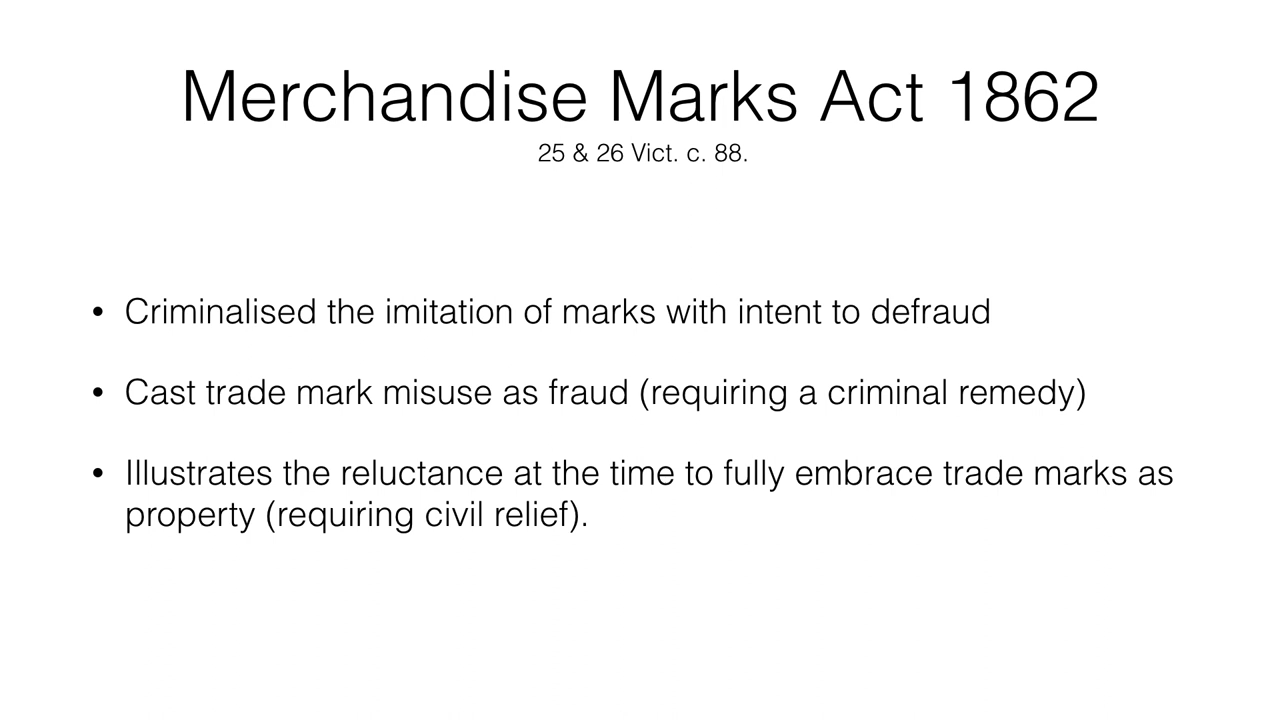 Merchandise Marks Act 1862
25 & 26 Vict. c. 88.
• Criminalised the imitation of marks with intent to defraud
• Cast trade mark misuse as fraud (requiring a criminal remedy)
• Illustrates the reluctance at the time to fully embrace trade marks as
property (requiring civil relief).